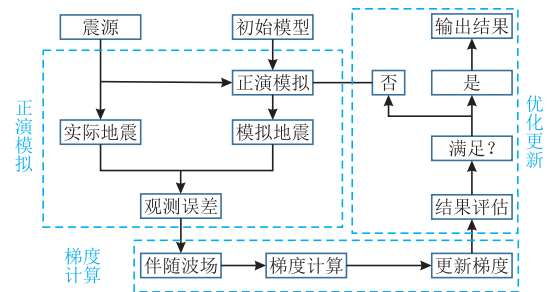 震源
初始模型
输出结果
正演模拟
否
是
正演模拟
实际地震
模拟地震
满足？
优化更新
观测误差
结果评估
梯度计算
伴随波场
梯度计算
更新梯度